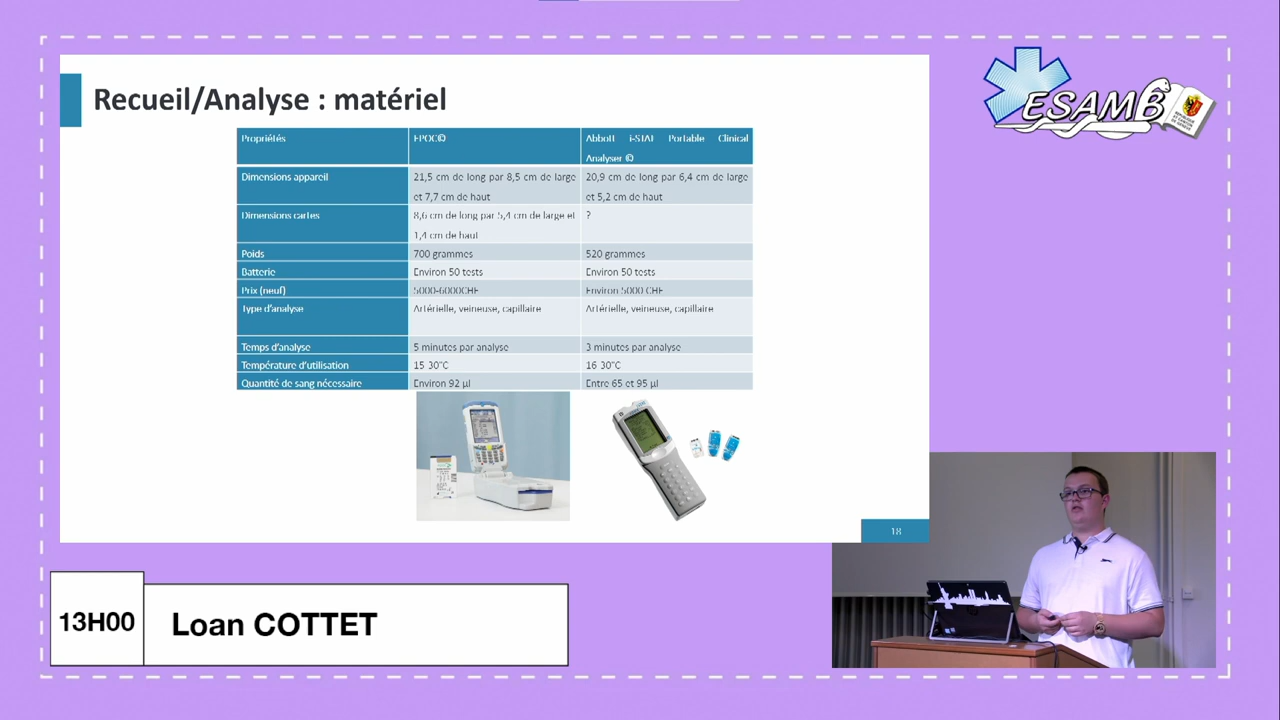 Recueil/Analyse : matériel
Propriétés EPOC© Abbott i-STAT Portable Clinical
Analyser ©
Dimensions appareil 21,5 cm de long par 8,5 cm de large 20,9 cm de long par 6,4 cm de large
et 7,7 cm de haut et 5,2 cm de haut
Dimensions cartes 8,6 cm de long par 5,4 cm de large et ?
1,4 cm de haut
Poids 700 grammes 520 grammes
Batterie Environ 50 tests Environ 50 tests
Prix (neuf) 5000-6000CHF Environ 5000 CHF
Type d'analyse Artérielle, veineuse, capillaire Artérielle, veineuse, capillaire
Temps d'analyse 5 minutes par analyse 3 minutes par analyse
Température d'utilisation 15-30°C 16-30°C
Quantité de sang nécessaire Environ 92 µl Entre 65 et 95 µl
18
ESAMB
13H00 Loan COTTET